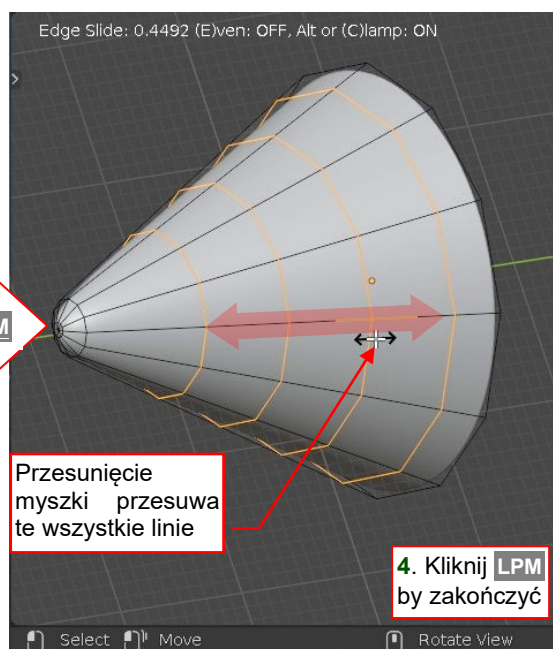 Edge Slide: 0.4492 (E)ven: OFF, Alt or (C)lamp: ON
M
Przesunięcie
myszki przesuwa
te wszystkie linie
4. Kliknij LPM
by zakończyć
Select Move Rotate View